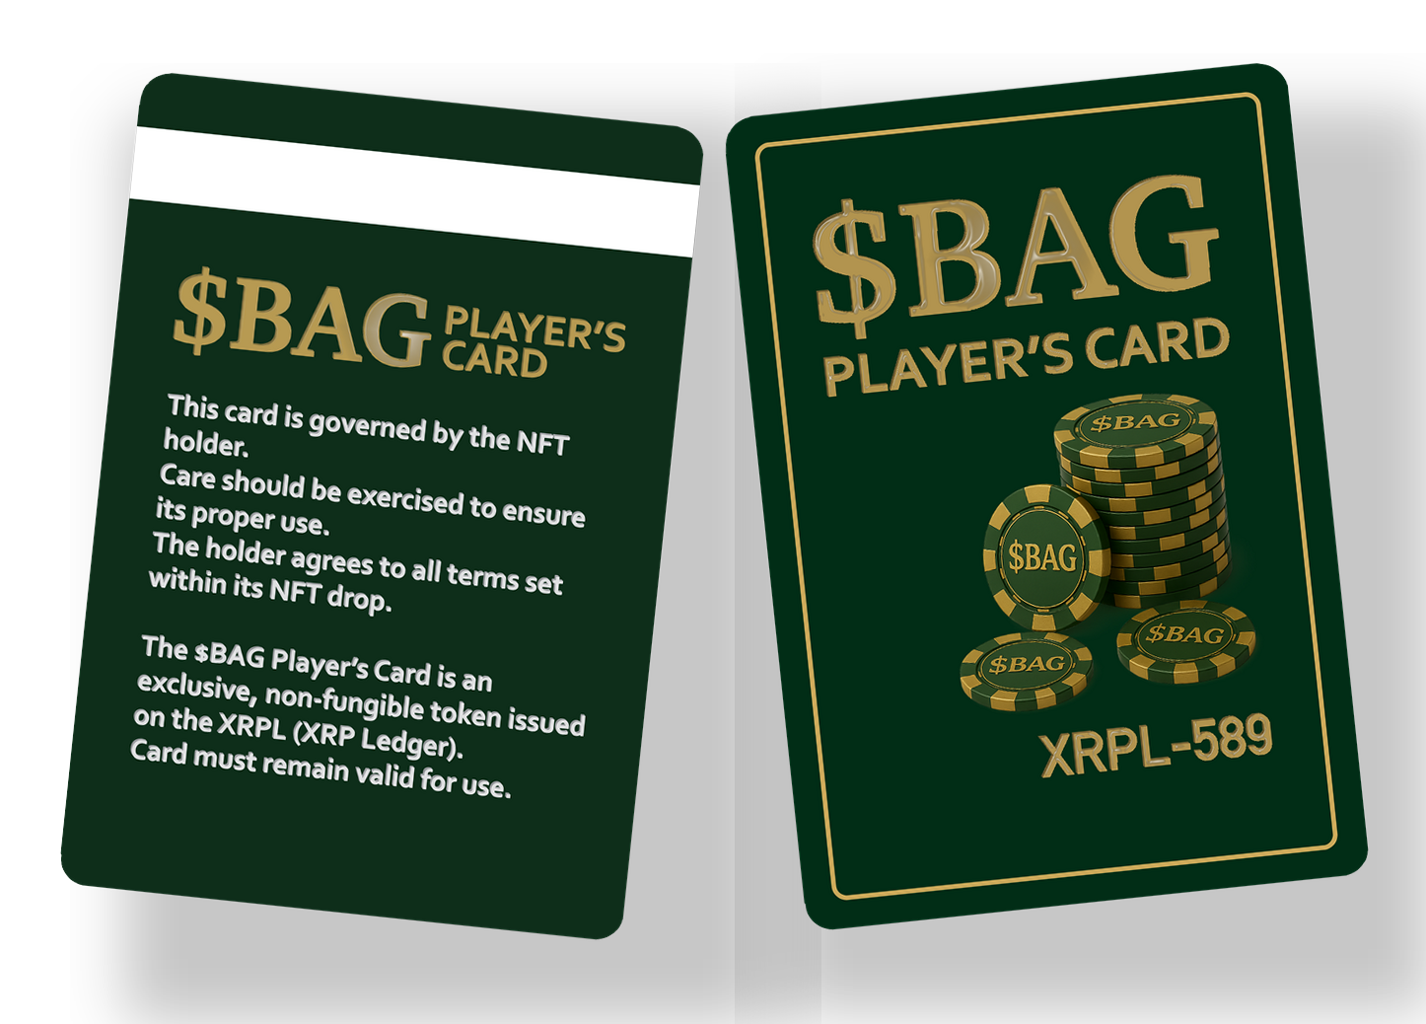 $BAG PLAYER'S
CARD
This card is governed by the NFT
holder.
Care should be exercised to ensure
its proper use.
The holder agrees to all terms set
within its NFT drop.
The $BAG Player's Card is an
exclusive, non-fungible token issued
on the XRPL (XRP Ledger).
Card must remain valid for use.
$BAG
PLAYER'S CARD
$BAG
$BAG
$BAG
$BAG
XRPL-589